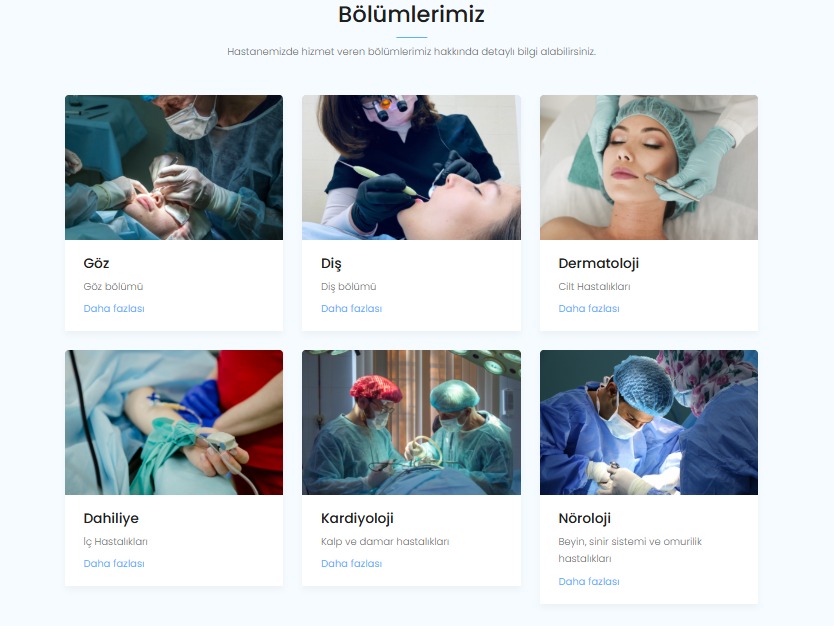 Bölümlerimiz
Hastanemizde hizmet veren bölümlerimiz hakkında detaylı bilgi alabilirsiniz.
Göz
Göz bölümü
Daha fazlası
Diş
Diş bölümü
Daha fazlası
Dermatoloji
Cilt Hastalıkları
Daha fazlası
Dahiliye
İç Hastalıkları
Daha fazlası
Kardiyoloji
Kalp ve damar hastalıkları
Daha fazlası
Nöroloji
Beyin, sinir sistemi ve omurilik
hastalıkları
Daha fazlası